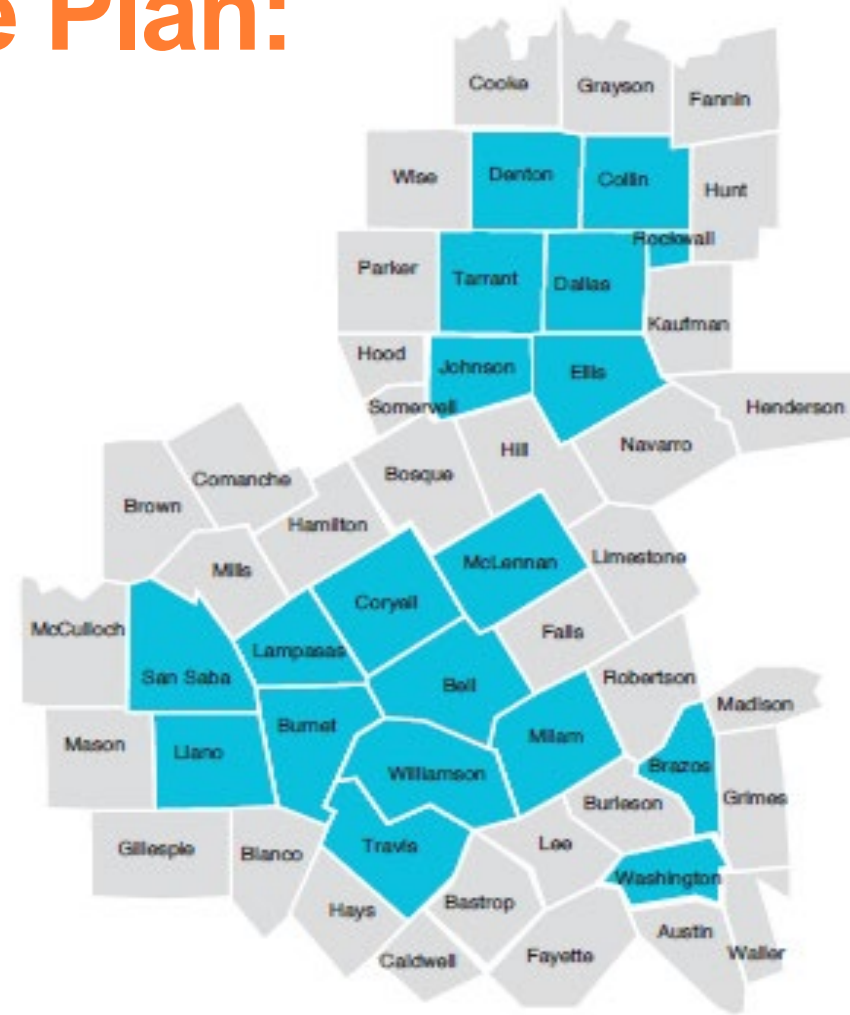 e Plan:
Cooke
Grayson
Fannin
Wise
Denton
Collin
Hunt
Rockwall
Parker
Tarrant
Dallas
Kaufman
Hood
Johnson
Ellis
Somervell
Henderson
Hill
Navarro
Bosque
Comanche
Brown
Hamilton
McLennan
Limestone
Mills
Coryell
McCulloch
Falls
Lampasas
San Saba
Bell
Robertson
Madison
Burnet
Milam
Mason
Llano
Williamson
Brazos
Grimes
Burleson
Gillespie
Blanco
Travis
Lee
Washington
Hays
Bastrop
Austin
Caldwell
Fayette
Waller